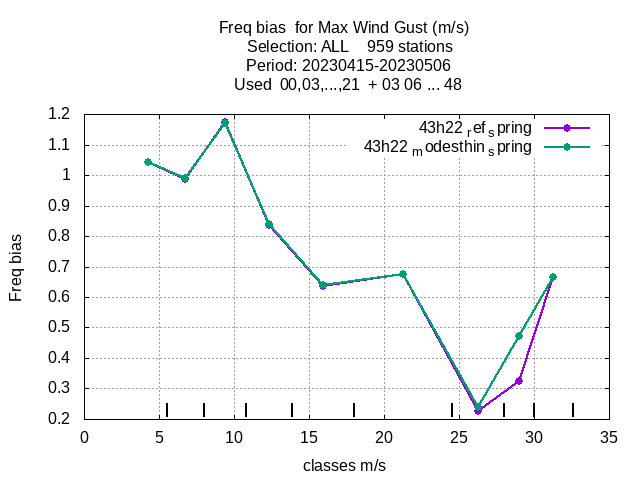 Freq bias  for Max Wind Gust (m/s)
Selection: ALL    959 stations
Period: 20230415-20230506
Used  00,03,...,21  + 03 06 ... 48
43h22 ref spring
43h22 modesthin spring
1.2
1.1
1
0.9
0.8
0.7
0.6
0.5
0.4
0.3
0.2
Freq bias
0 5 10 15 20 25 30 35
classes m/s